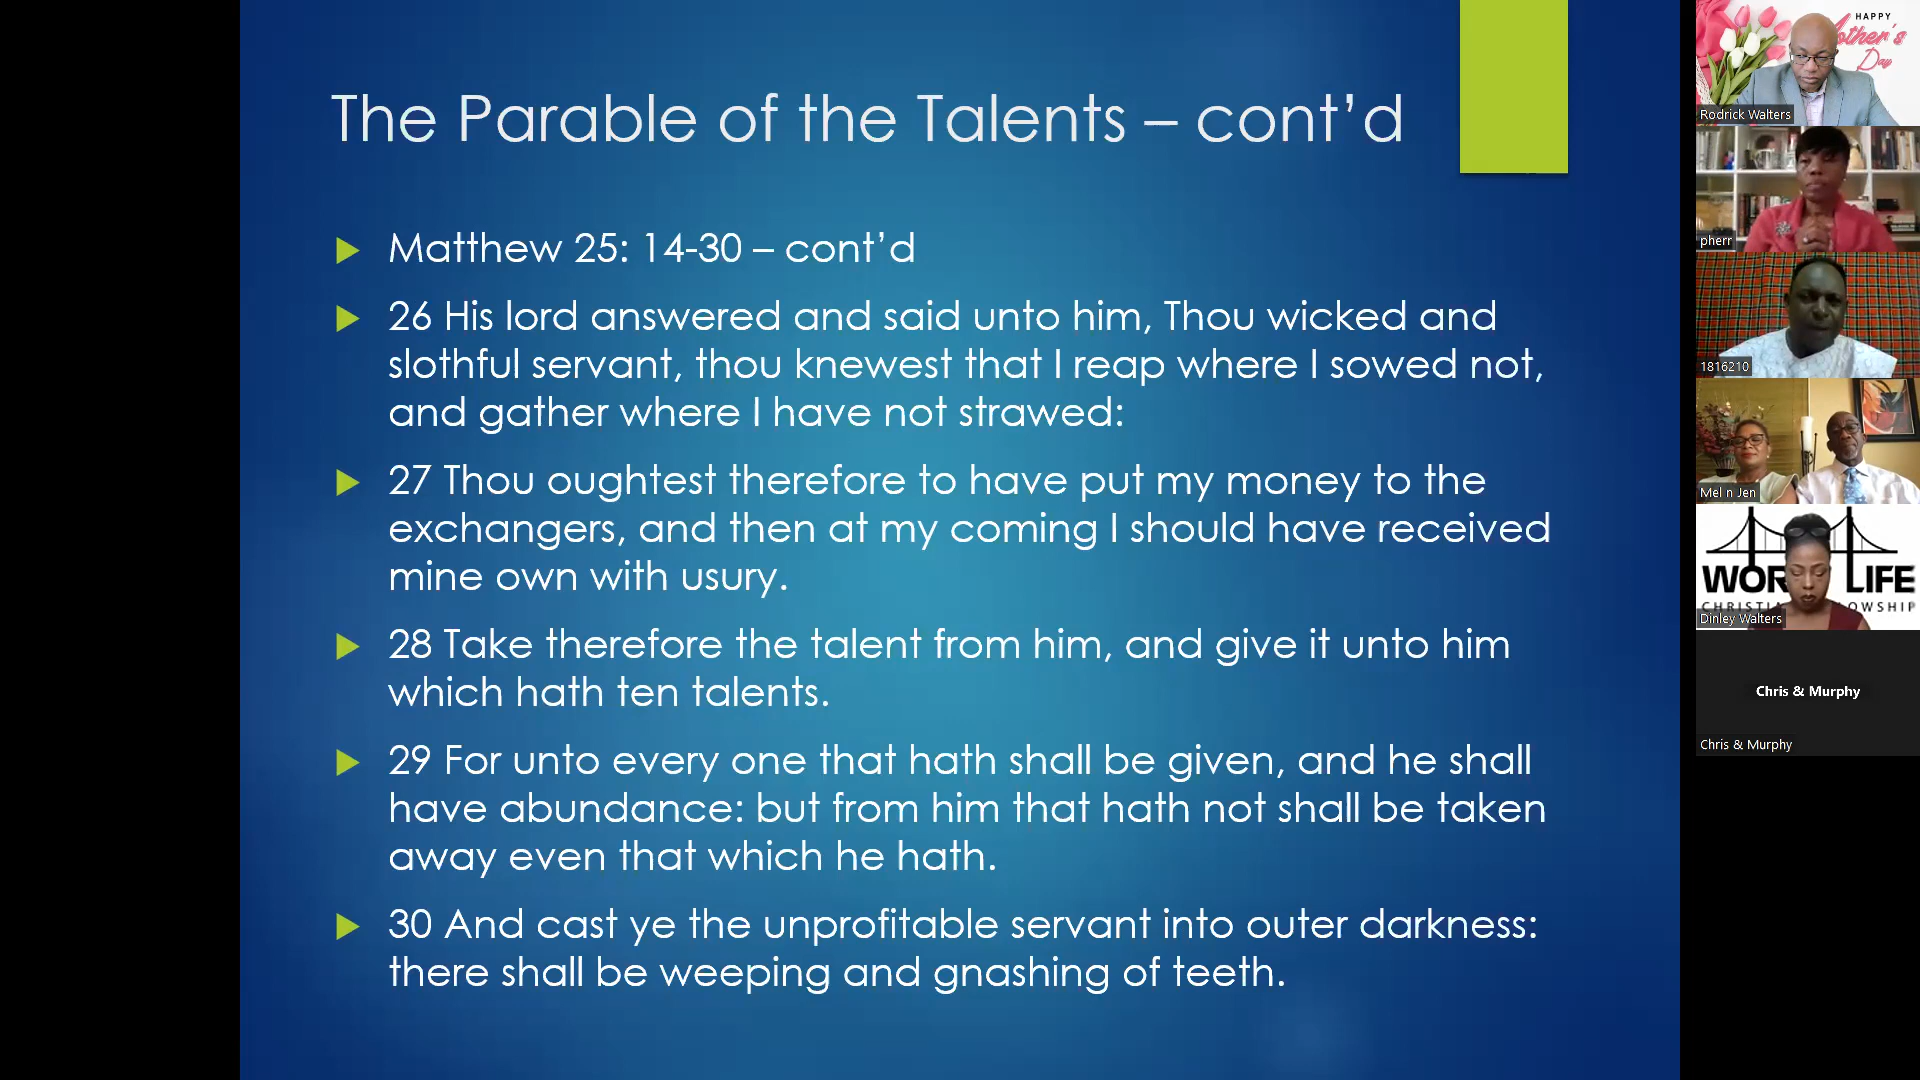 The Parable of the Talents – cont’d
Matthew 25: 14-30 – cont’d
26 His lord answered and said unto him, Thou wicked and
slothful servant, thou knewest that I reap where I sowed not,
and gather where I have not strawed:
27 Thou oughtest therefore to have put my money to the
exchangers, and then at my coming I should have received
mine own with usury.
28 Take therefore the talent from him, and give it unto him
which hath ten talents.
29 For unto every one that hath shall be given, and he shall
have abundance: but from him that hath not shall be taken
away even that which he hath.
30 And cast ye the unprofitable servant into outer darkness:
there shall be weeping and gnashing of teeth.
HAPPY
Mother's
Day
Rodrick Walters
pherr
1816210
Mel n Jen
LIFE
Dinley Walters
Chris & Murphy
Chris & Murphy